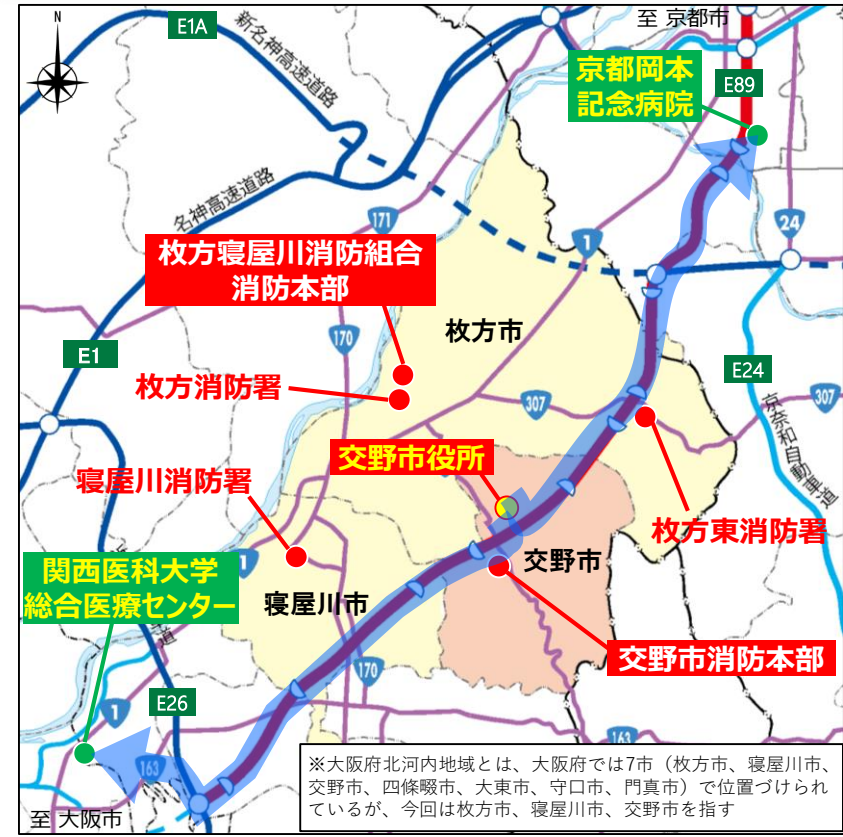 N
E1A
新名神高速道路
至 京都市
京都岡本
記念病院
E89
名神高速道路
171
1
24
枚方寝屋川消防組合
消防本部
170
枚方市
E1
枚方消防署
307
E24
307
京奈和自動車道
交野市役所
寝屋川消防署
枚方東消防署
1
関西医科大学
総合医療センター
交野市
寝屋川市
道
170
交野市消防本部
1
E26
163
163
至 大阪市
※大阪府北河内地域とは、大阪府では7市（枚方市、寝屋川市、
交野市、四條畷市、大東市、守口市、門真市）で位置づけられ
ているが、今回は枚方市、寝屋川市、交野市を指す